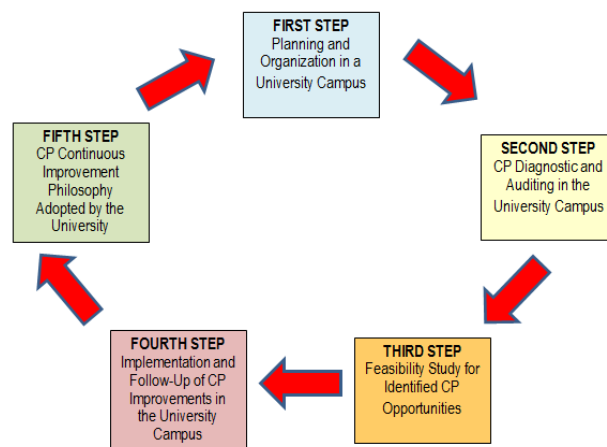 FIRST STEP
Planning and
Organization in a
University Campus
SECOND STEP
CP Diagnostic and
Auditing in the
University Campus
THIRD STEP
Feasibility Study for
Identified CP
Opportunities
FOURTH STEP
Implementation and
Follow-Up of CP
Improvements in
the University
Campus
FIFTH STEP
CP Continuous
Improvement
Philosophy
Adopted by the
University